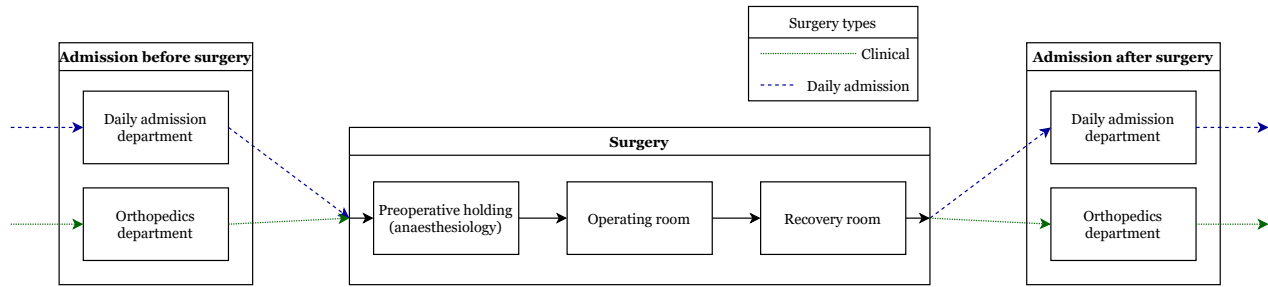 Surgery types
Clinical
Daily admission
Admission before surgery
Daily admission
department
Orthopedics
department
Surgery
Preoperative holding
(anaesthesiology)
Operating room
Recovery room
Admission after surgery
Daily admission
department
Orthopedics
department